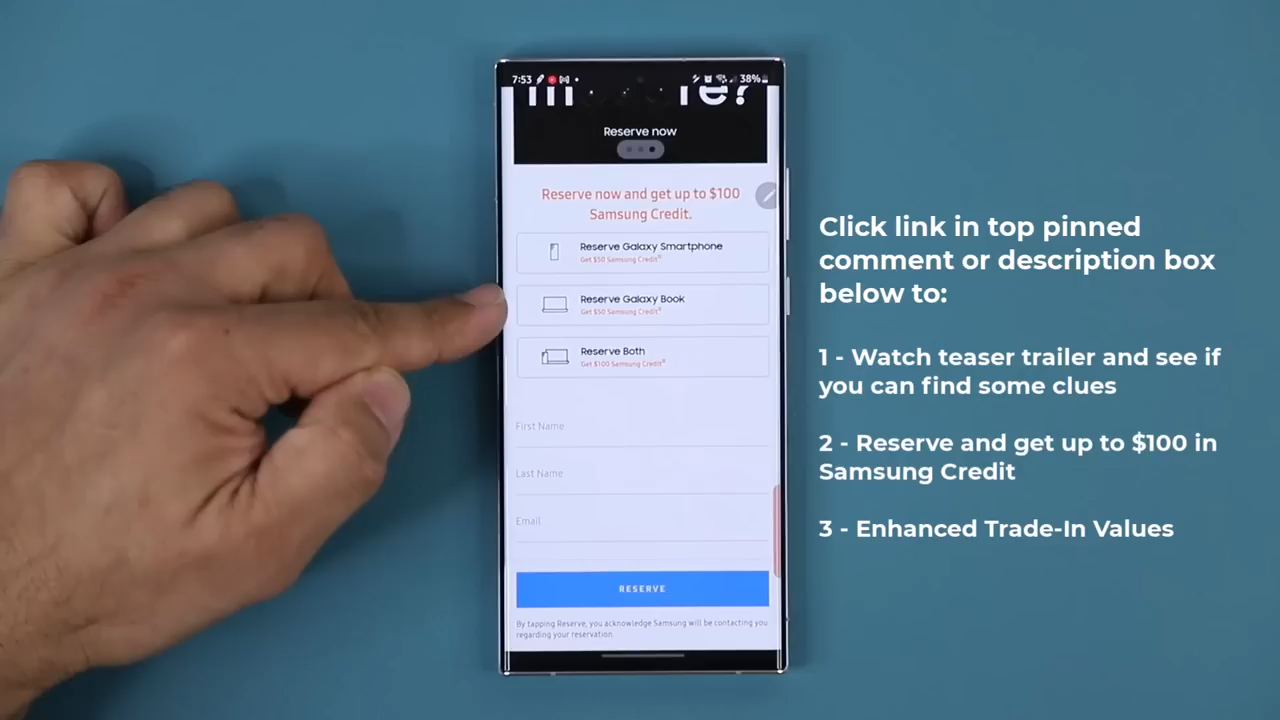 7:53
38%
Reserve now
Reserve now and get up to $100
Samsung Credit.
Reserve Galaxy Smartphone
Get $50 Samsung Credit
Reserve Galaxy Book
Get $50 Samsung Credit
Reserve Both
Get $100 Samsung Credit
First Name
Last Name
Email
RESERVE
By tapping Reserve, you acknowledge Samsung will be contacting you
regarding your reservation.
Click link in top pinned
comment or description box
below to:
1 - Watch teaser trailer and see if
you can find some clues
2 - Reserve and get up to $100 in
Samsung Credit
3 - Enhanced Trade-In Values